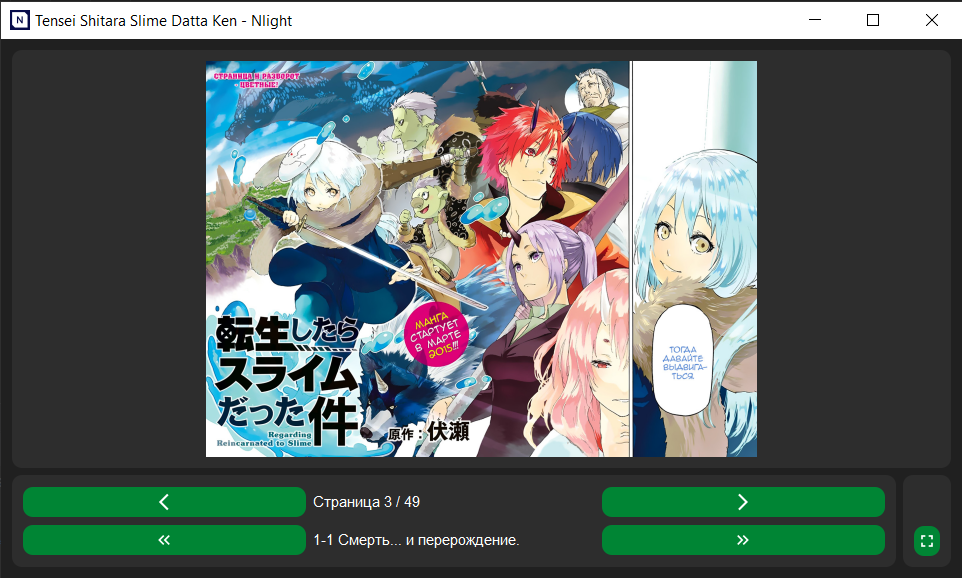 Tensei Shitara Slime Datta Ken - Nlight
СТРАНИЦА И РАЗВОРОТ
ЦВЕТНЫЕ!
転生したら
スライム
だった件
Regarding
Reincarnated to Slime
МАНГА
СТАРТУЕТ
В МАРТЕ
2015!!!
原作：伏瀬
ТОГДА
ДАВАЙТЕ
ВЫДВИГА-
ТЬСЯ.
Страница 3 / 49
1-1 Смерть... и перерождение.